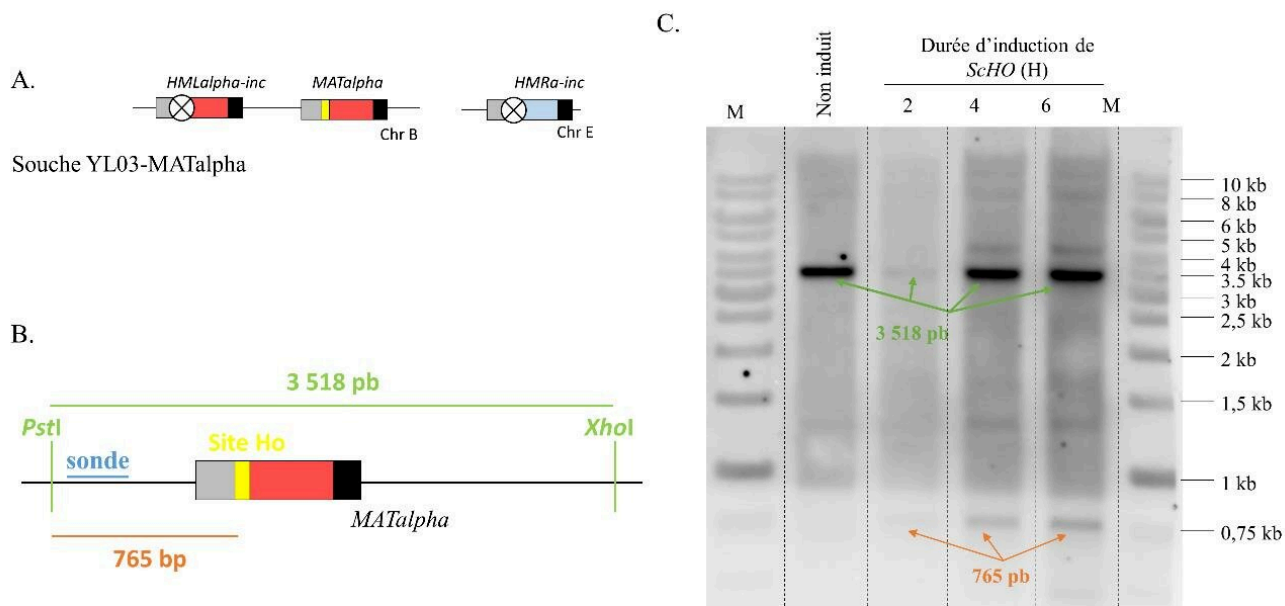 A.
HMLalpha-inc
MATalpha
HMRa-inc
Chr B
Chr E
Souche YL03-MATalpha
B.
3 518 pb
PstI
XhoI
Site Ho
sonde
MATalpha
765 bp
C.
Durée d'induction de
ScHO (H)
M
Non induit
2
4
6
M
10 kb
8 kb
6 kb
5 kb
4 kb
3.5 kb
3 kb
2,5 kb
2 kb
1,5 kb
1 kb
0,75 kb
3 518 pb
765 pb